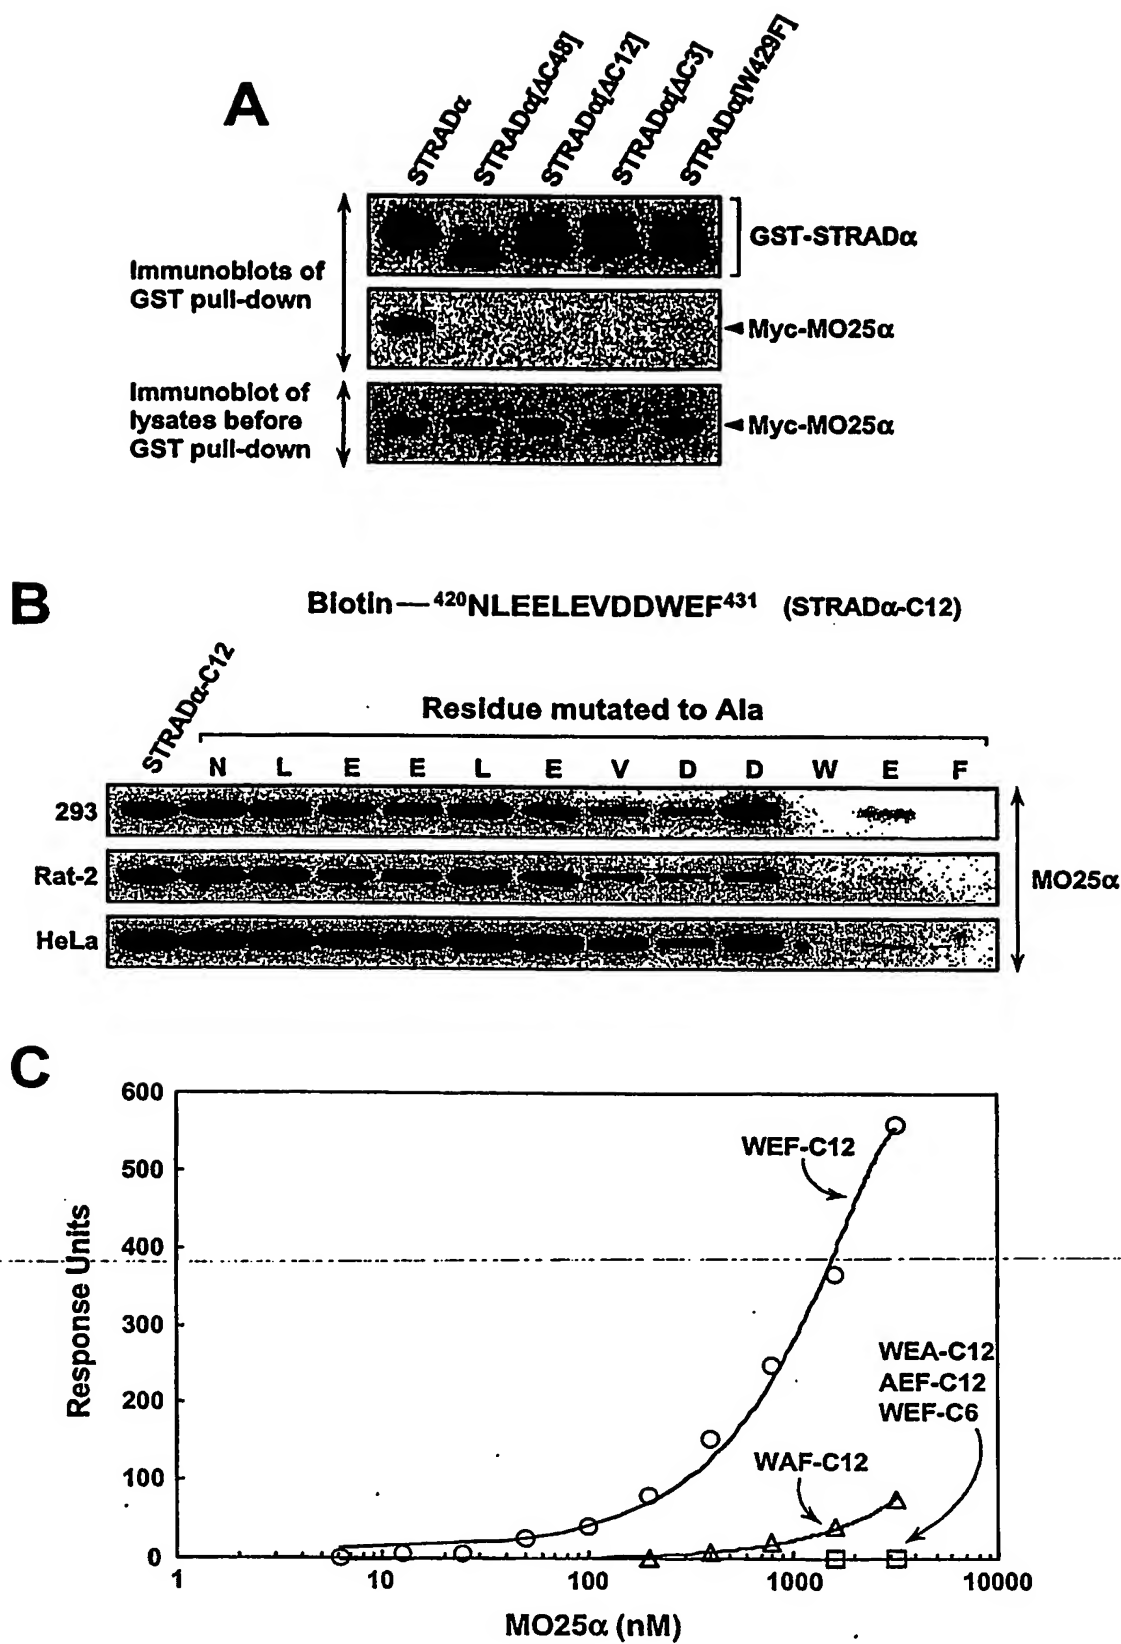 A
STRADα
STRADα[ΔC48]
STRADα[ΔC12]
STRADα[ΔC3]
STRADα[W429F]
Immunoblots of
GST pull-down
GST-STRADα
Myc-MO25α
Immunoblot of
lysates before
GST pull-down
Myc-MO25α
B
Biotin—⁴²⁰NLEELEVDDWEF⁴³¹ (STRADα-C12)
STRADα-C12
Residue mutated to Ala
N L E E L E V D D W E F
293
Rat-2
HeLa
MO25α
C
600
500
400
300
200
100
0
Response Units
WEF-C12
WEA-C12
AEF-C12
WEF-C6
WAF-C12
1 10 100 1000 10000
MO25α (nM)